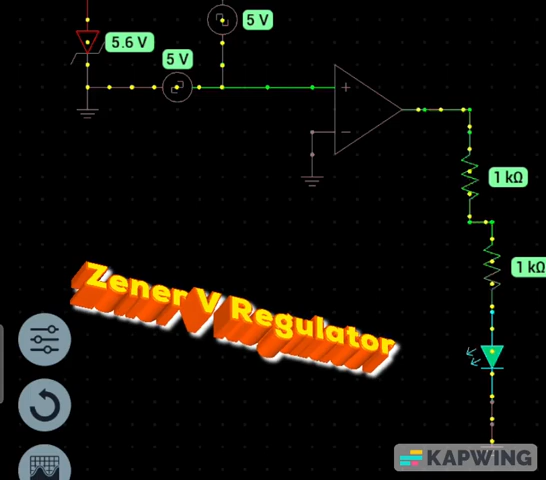 5 V
5.6 V
5 V
+
−
1 kΩ
1 kΩ
Zener V Regulator
KAPWING